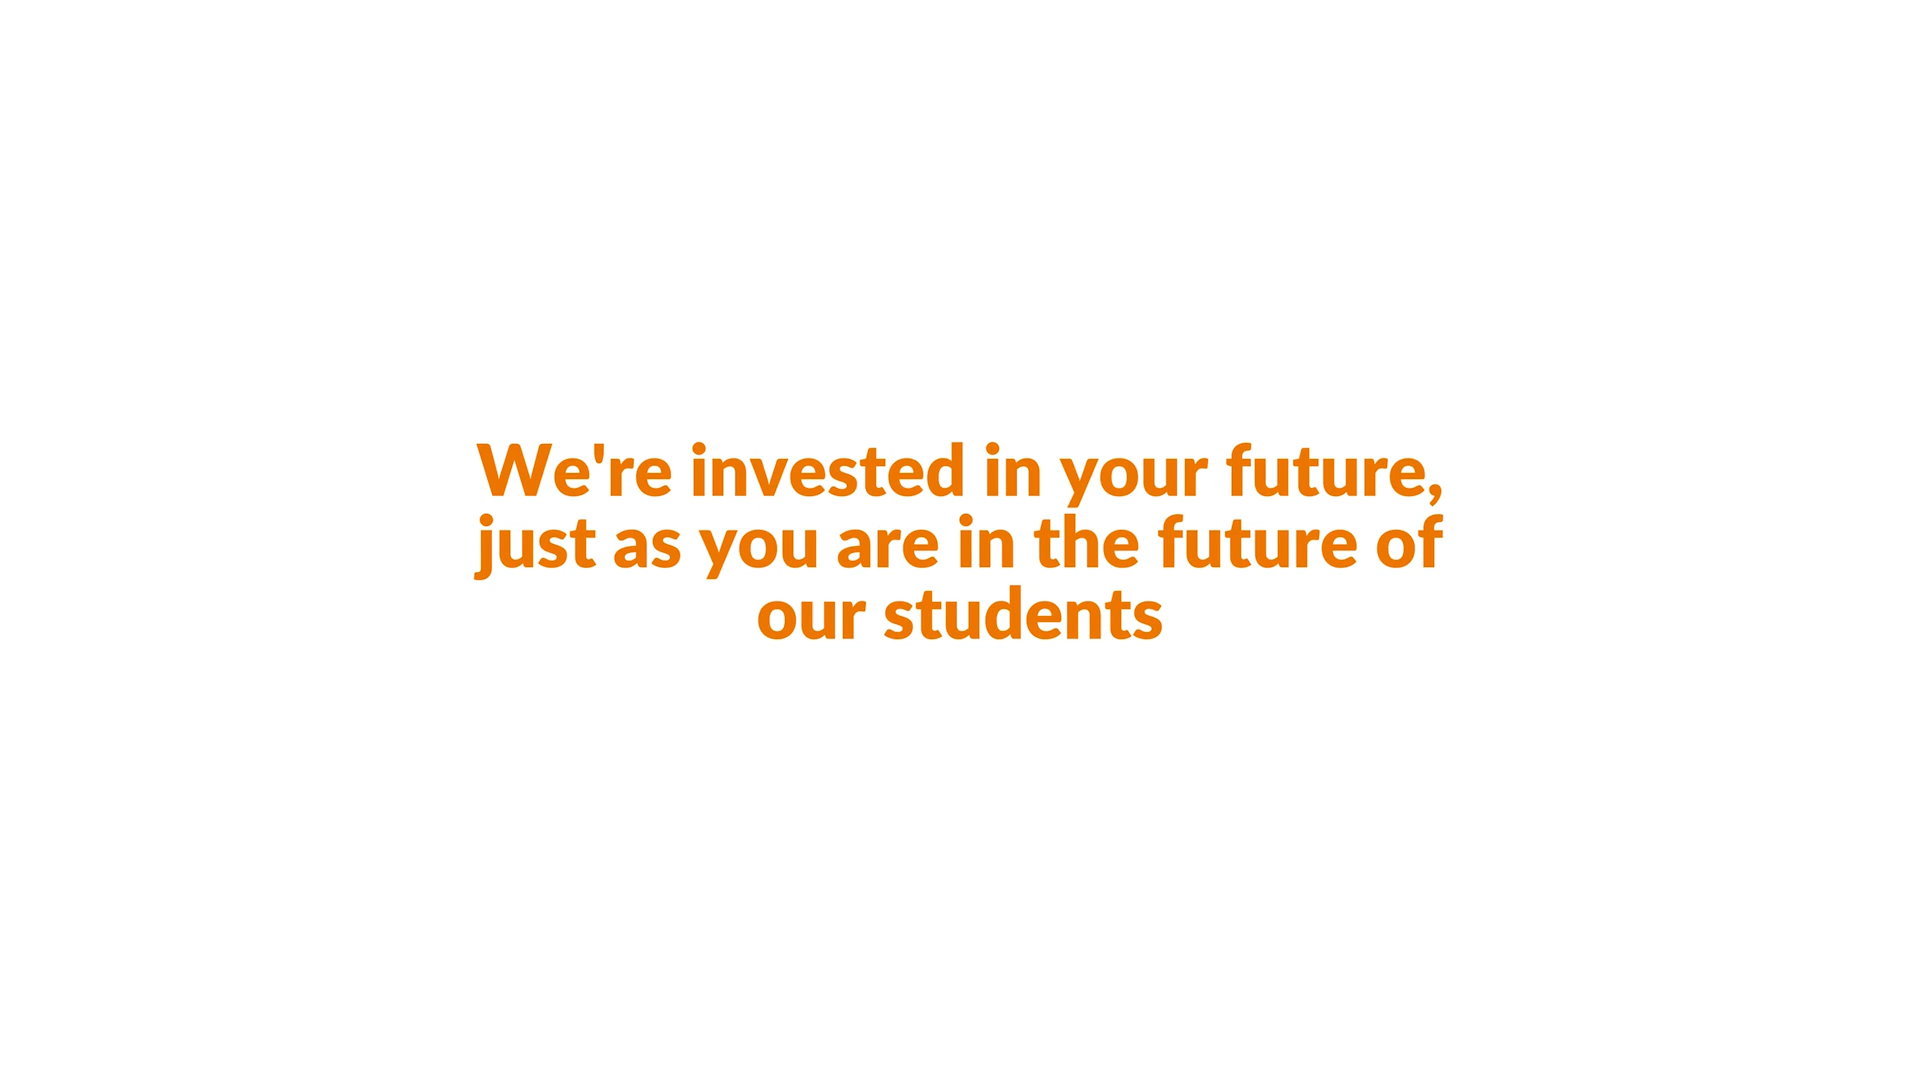 We're invested in your future,
just as you are in the future of
our students